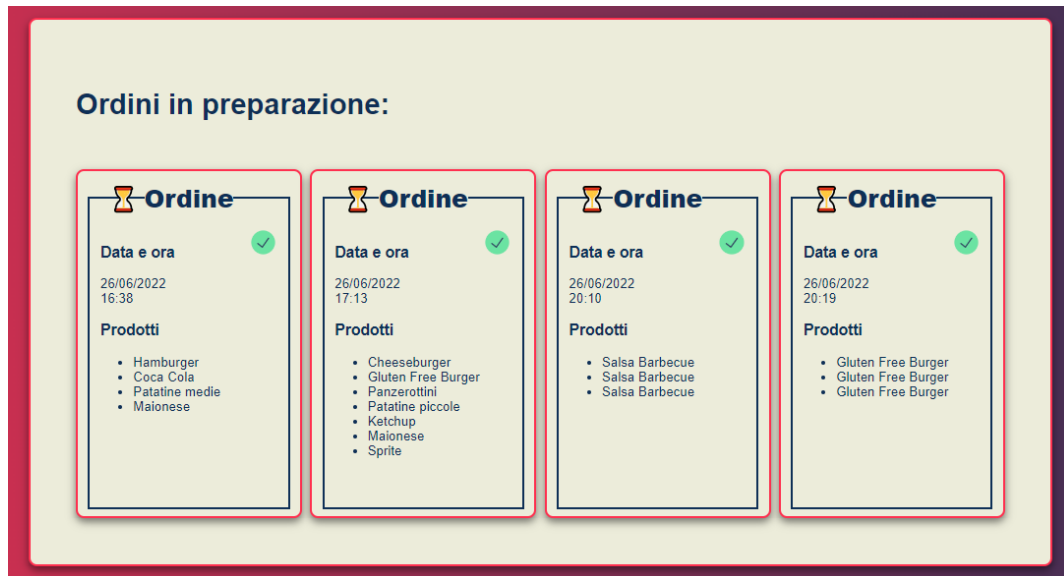 Ordini in preparazione:
Ordine
Data e ora
26/06/2022
16:38
Prodotti
Hamburger
Coca Cola
Patatine medie
Maionese
Ordine
Data e ora
26/06/2022
17:13
Prodotti
Cheeseburger
Gluten Free Burger
Panzerottini
Patatine piccole
Ketchup
Maionese
Sprite
Ordine
Data e ora
26/06/2022
20:10
Prodotti
Salsa Barbecue
Salsa Barbecue
Salsa Barbecue
Ordine
Data e ora
26/06/2022
20:19
Prodotti
Gluten Free Burger
Gluten Free Burger
Gluten Free Burger